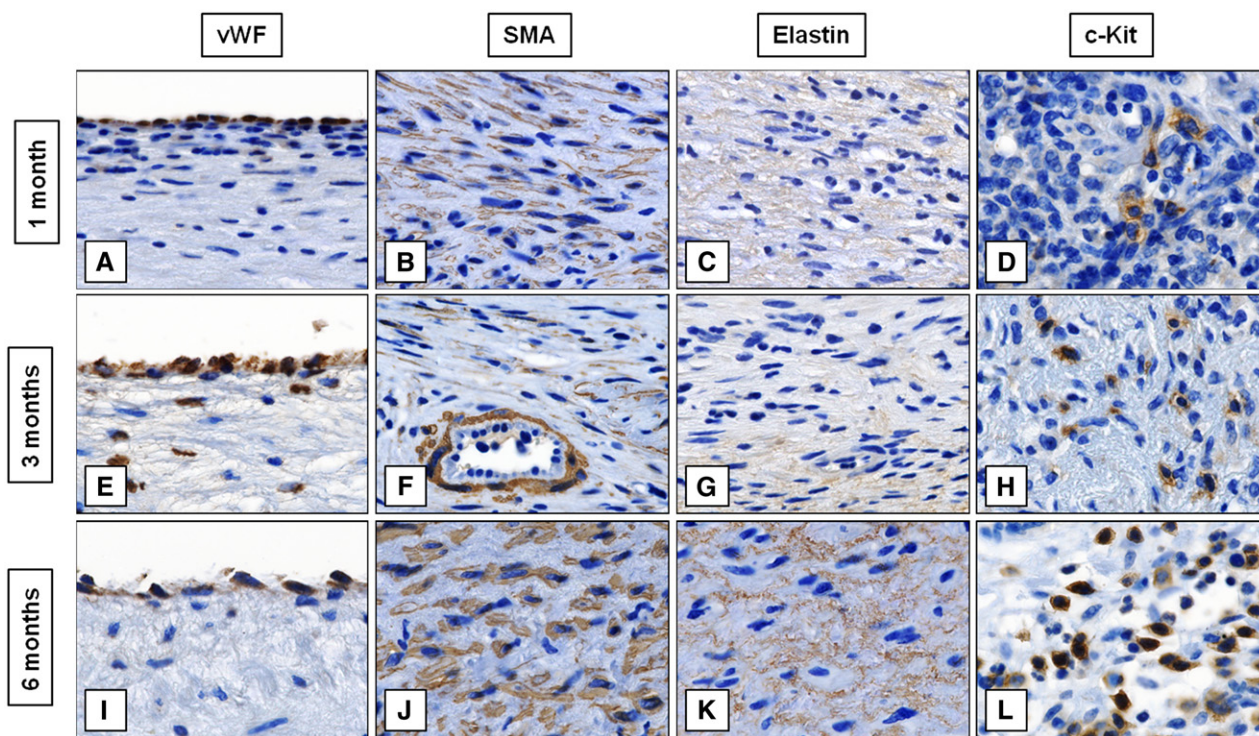 vWF
SMA
Elastin
c-Kit
1 month
A
B
C
D
3 months
E
F
G
H
6 months
I
J
K
L